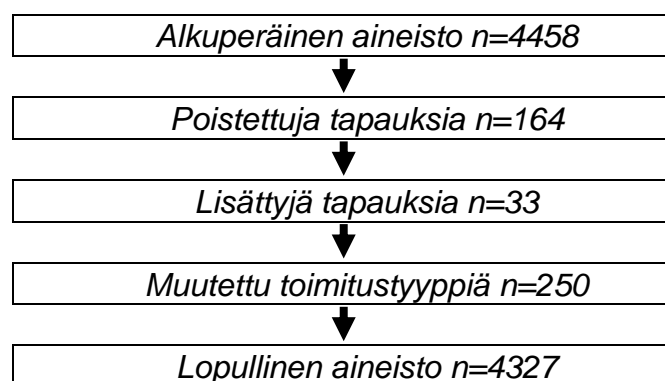 Alkuperäinen aineisto n=4458
Poistettuja tapauksia n=164
Lisättyjä tapauksia n=33
Muutettu toimitustyyppiä n=250
Lopullinen aineisto n=4327